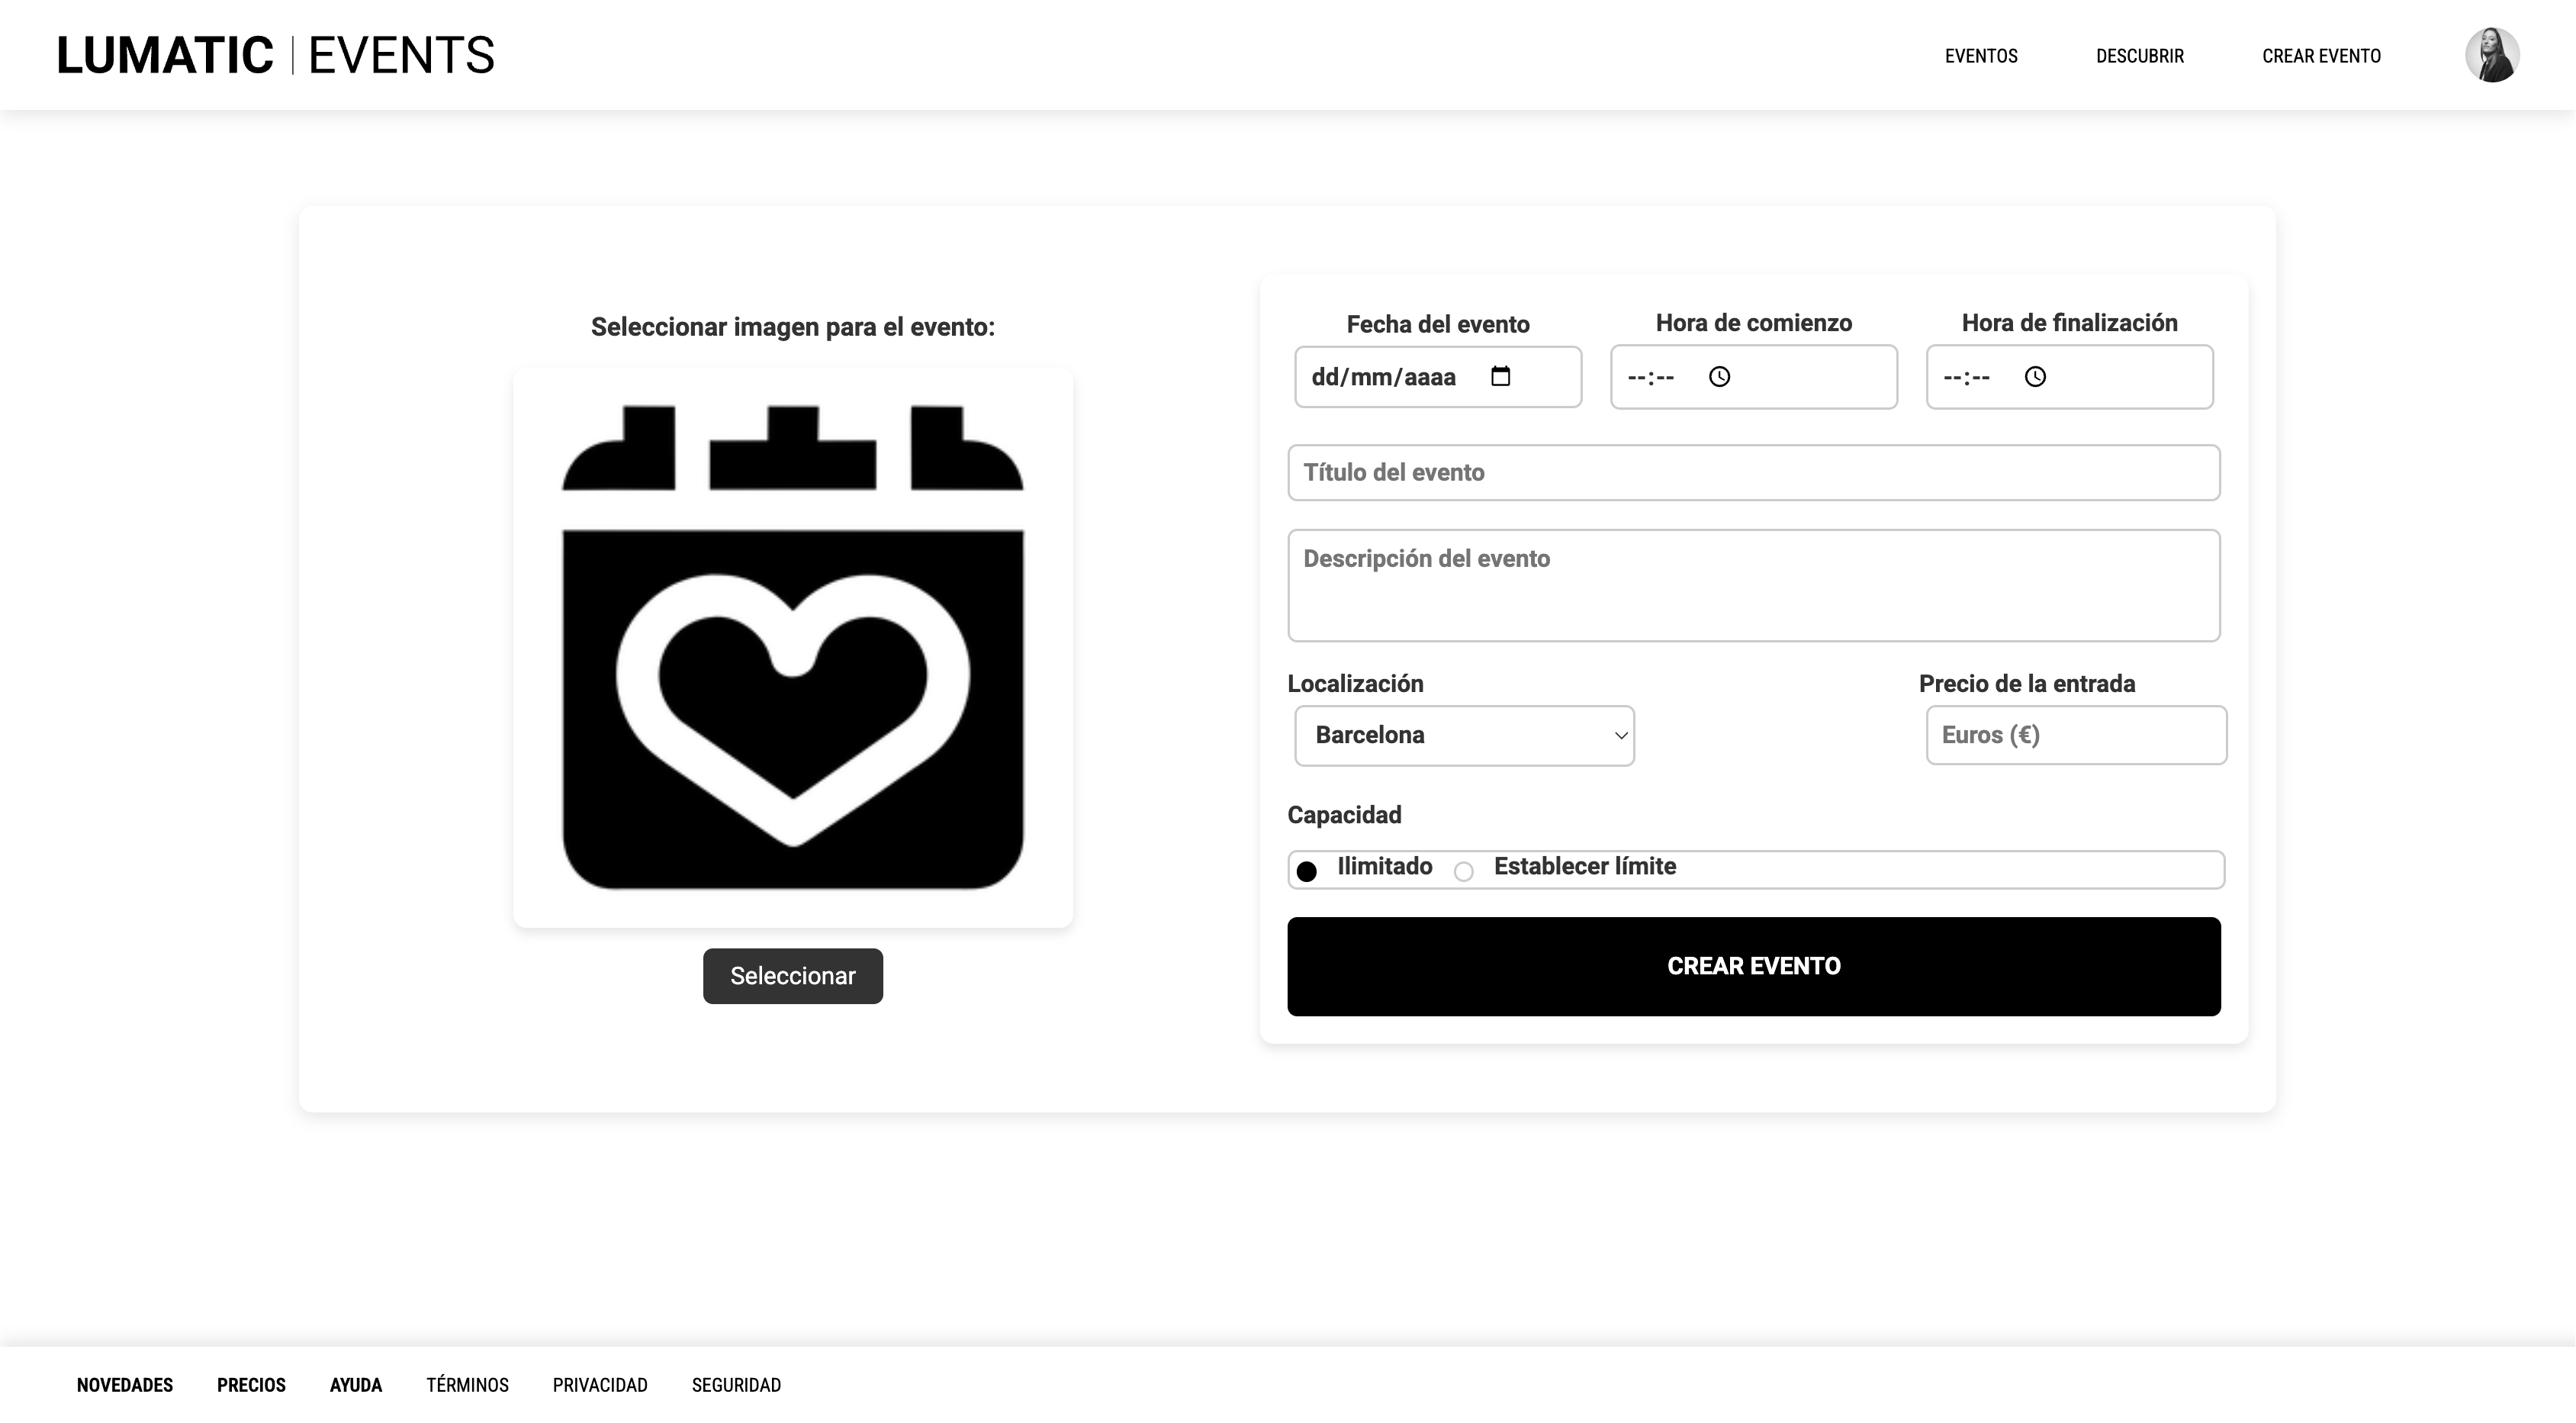 LUMATIC | EVENTS
EVENTOS DESCUBRIR CREAR EVENTO
Seleccionar imagen para el evento:
Seleccionar
Fecha del evento Hora de comienzo Hora de finalización
dd/mm/aaaa --:-- --:--
Título del evento
Descripción del evento
Localización Precio de la entrada
Barcelona Euros (€)
Capacidad
Ilimitado Establecer límite
CREAR EVENTO
NOVEDADES PRECIOS AYUDA TÉRMINOS PRIVACIDAD SEGURIDAD